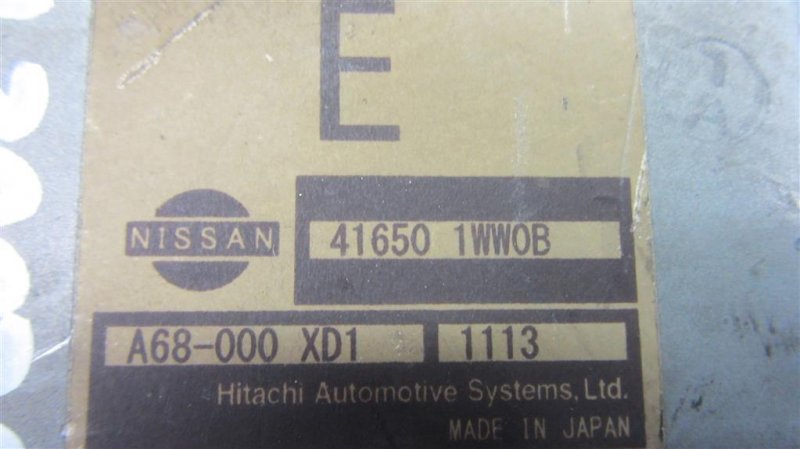 E
NISSAN
41650 1WW0B
A68-000 XD1 1113
Hitachi Automotive Systems, Ltd.
MADE IN JAPAN